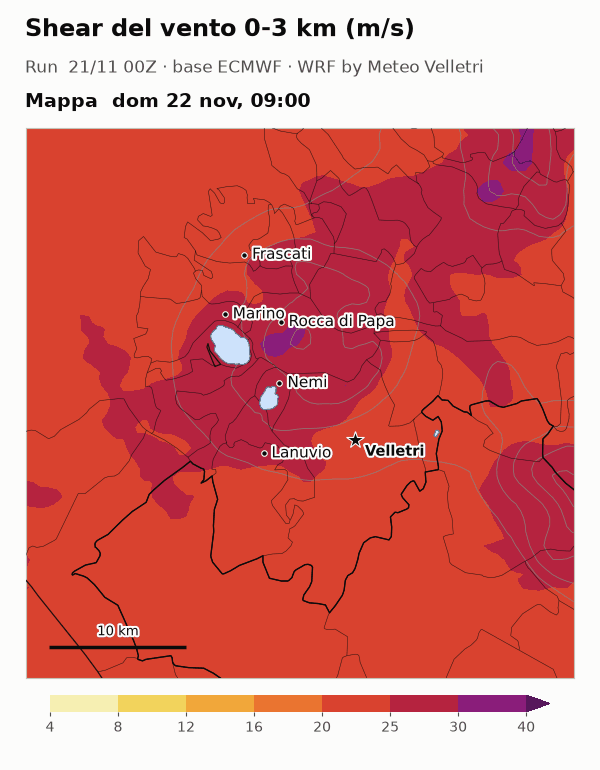 Shear del vento 0-3 km (m/s)
Run  21/11 00Z · base ECMWF · WRF by Meteo Velletri
Mappa  dom 22 nov, 09:00
Frascati
Marino
Rocca di Papa
Nemi
Velletri
Lanuvio
10 km
4 8 12 16 20 25 30 40